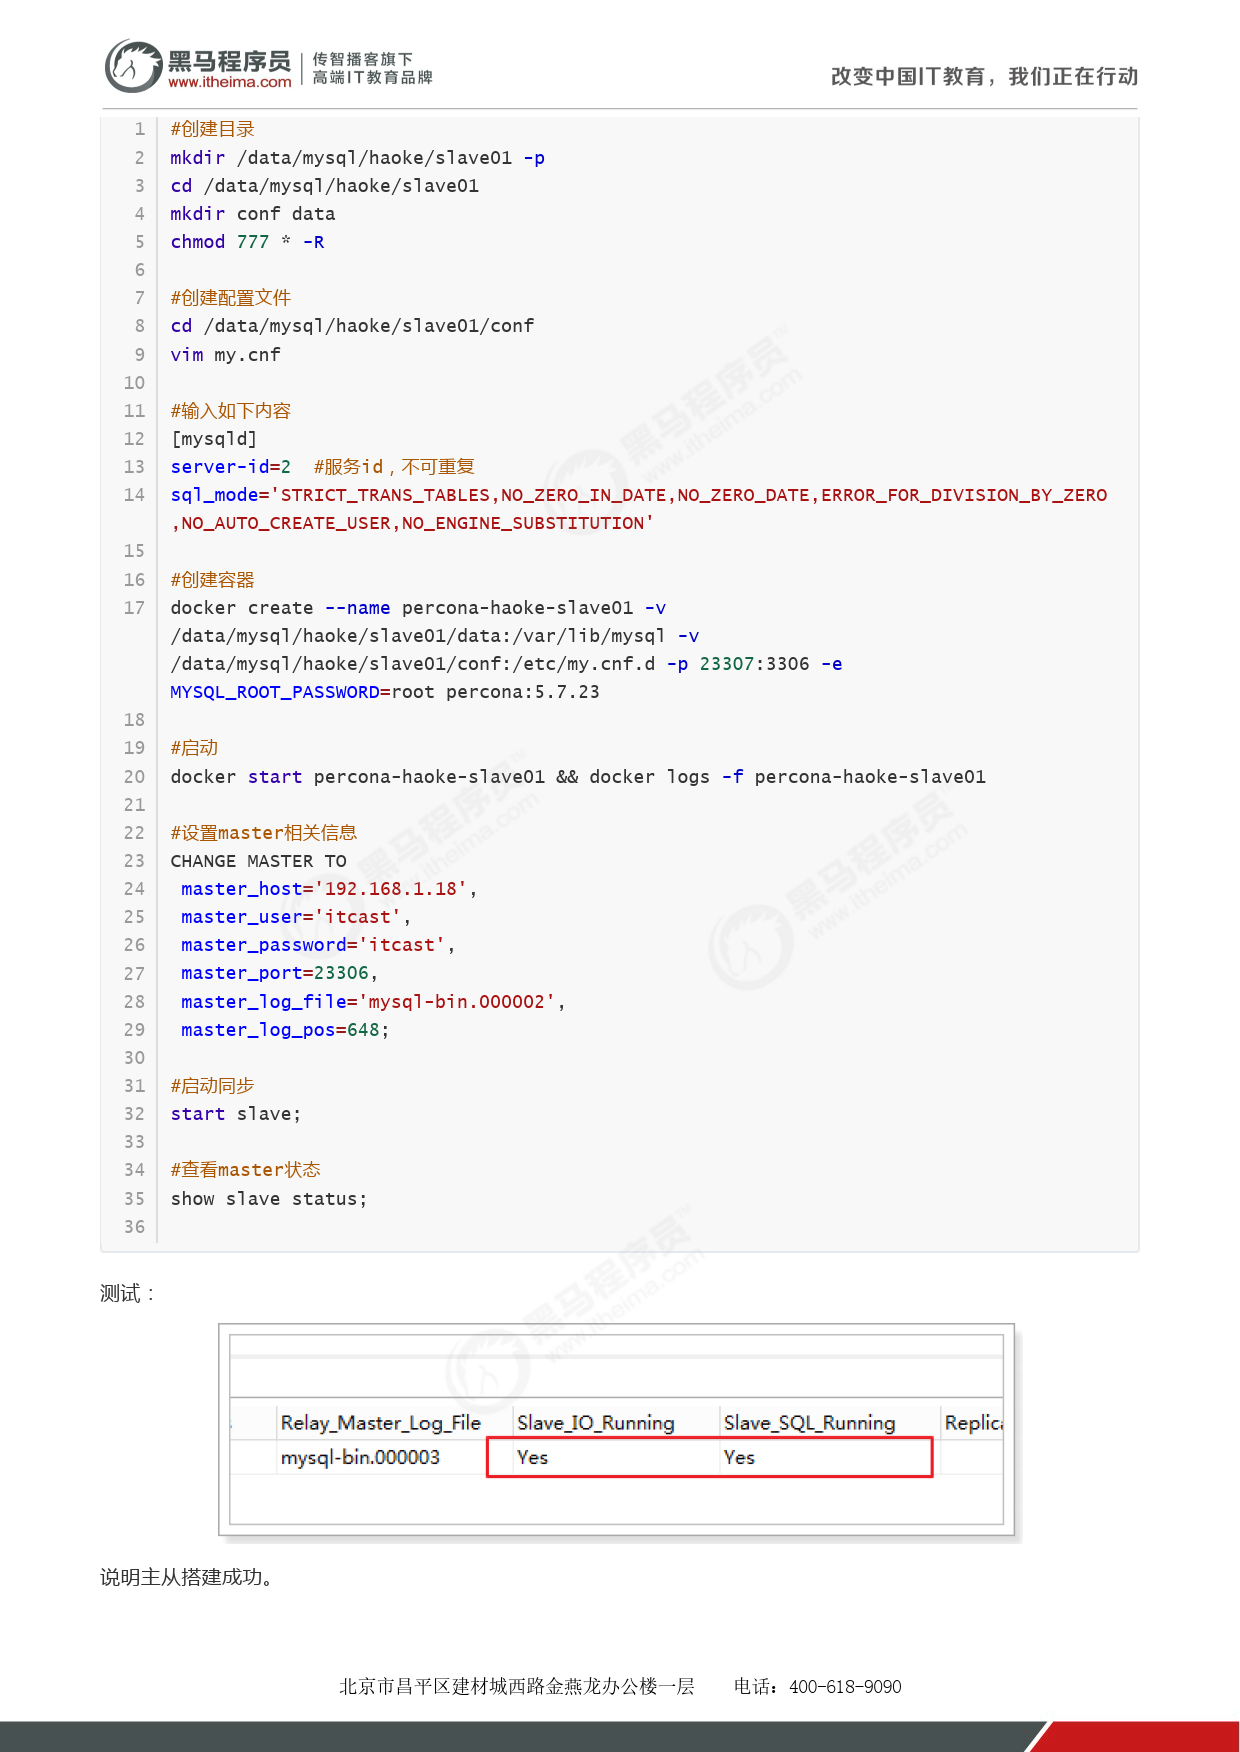 黑马程序员
www.itheima.com
传智播客旗下
高端IT教育品牌
改变中国IT教育，我们正在行动
1 #创建目录
2 mkdir /data/mysql/haoke/slave01 -p
3 cd /data/mysql/haoke/slave01
4 mkdir conf data
5 chmod 777 * -R
6
7 #创建配置文件
8 cd /data/mysql/haoke/slave01/conf
9 vim my.cnf
10
11 #输入如下内容
12 [mysqld]
13 server-id=2  #服务id，不可重复
14 sql_mode='STRICT_TRANS_TABLES,NO_ZERO_IN_DATE,NO_ZERO_DATE,ERROR_FOR_DIVISION_BY_ZERO
,NO_AUTO_CREATE_USER,NO_ENGINE_SUBSTITUTION'
15
16 #创建容器
17 docker create --name percona-haoke-slave01 -v
/data/mysql/haoke/slave01/data:/var/lib/mysql -v
/data/mysql/haoke/slave01/conf:/etc/my.cnf.d -p 23307:3306 -e
MYSQL_ROOT_PASSWORD=root percona:5.7.23
18
19 #启动
20 docker start percona-haoke-slave01 && docker logs -f percona-haoke-slave01
21
22 #设置master相关信息
23 CHANGE MASTER TO
24  master_host='192.168.1.18',
25  master_user='itcast',
26  master_password='itcast',
27  master_port=23306,
28  master_log_file='mysql-bin.000002',
29  master_log_pos=648;
30
31 #启动同步
32 start slave;
33
34 #查看master状态
35 show slave status;
36
测试：
Relay_Master_Log_File Slave_IO_Running Slave_SQL_Running Replica
mysql-bin.000003 Yes Yes
说明主从搭建成功。
北京市昌平区建材城西路金燕龙办公楼一层 电话：400-618-9090